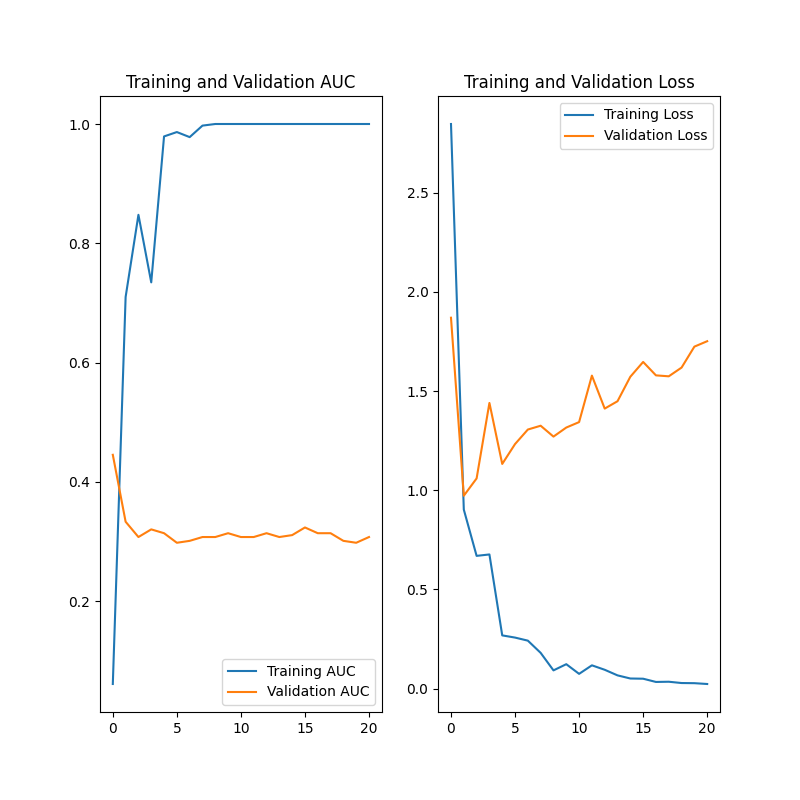 Training and Validation AUC
1.0
0.8
0.6
0.4
0.2
Training AUC
Validation AUC
0 5 10 15 20
Training and Validation Loss
Training Loss
Validation Loss
2.5
2.0
1.5
1.0
0.5
0.0
0 5 10 15 20